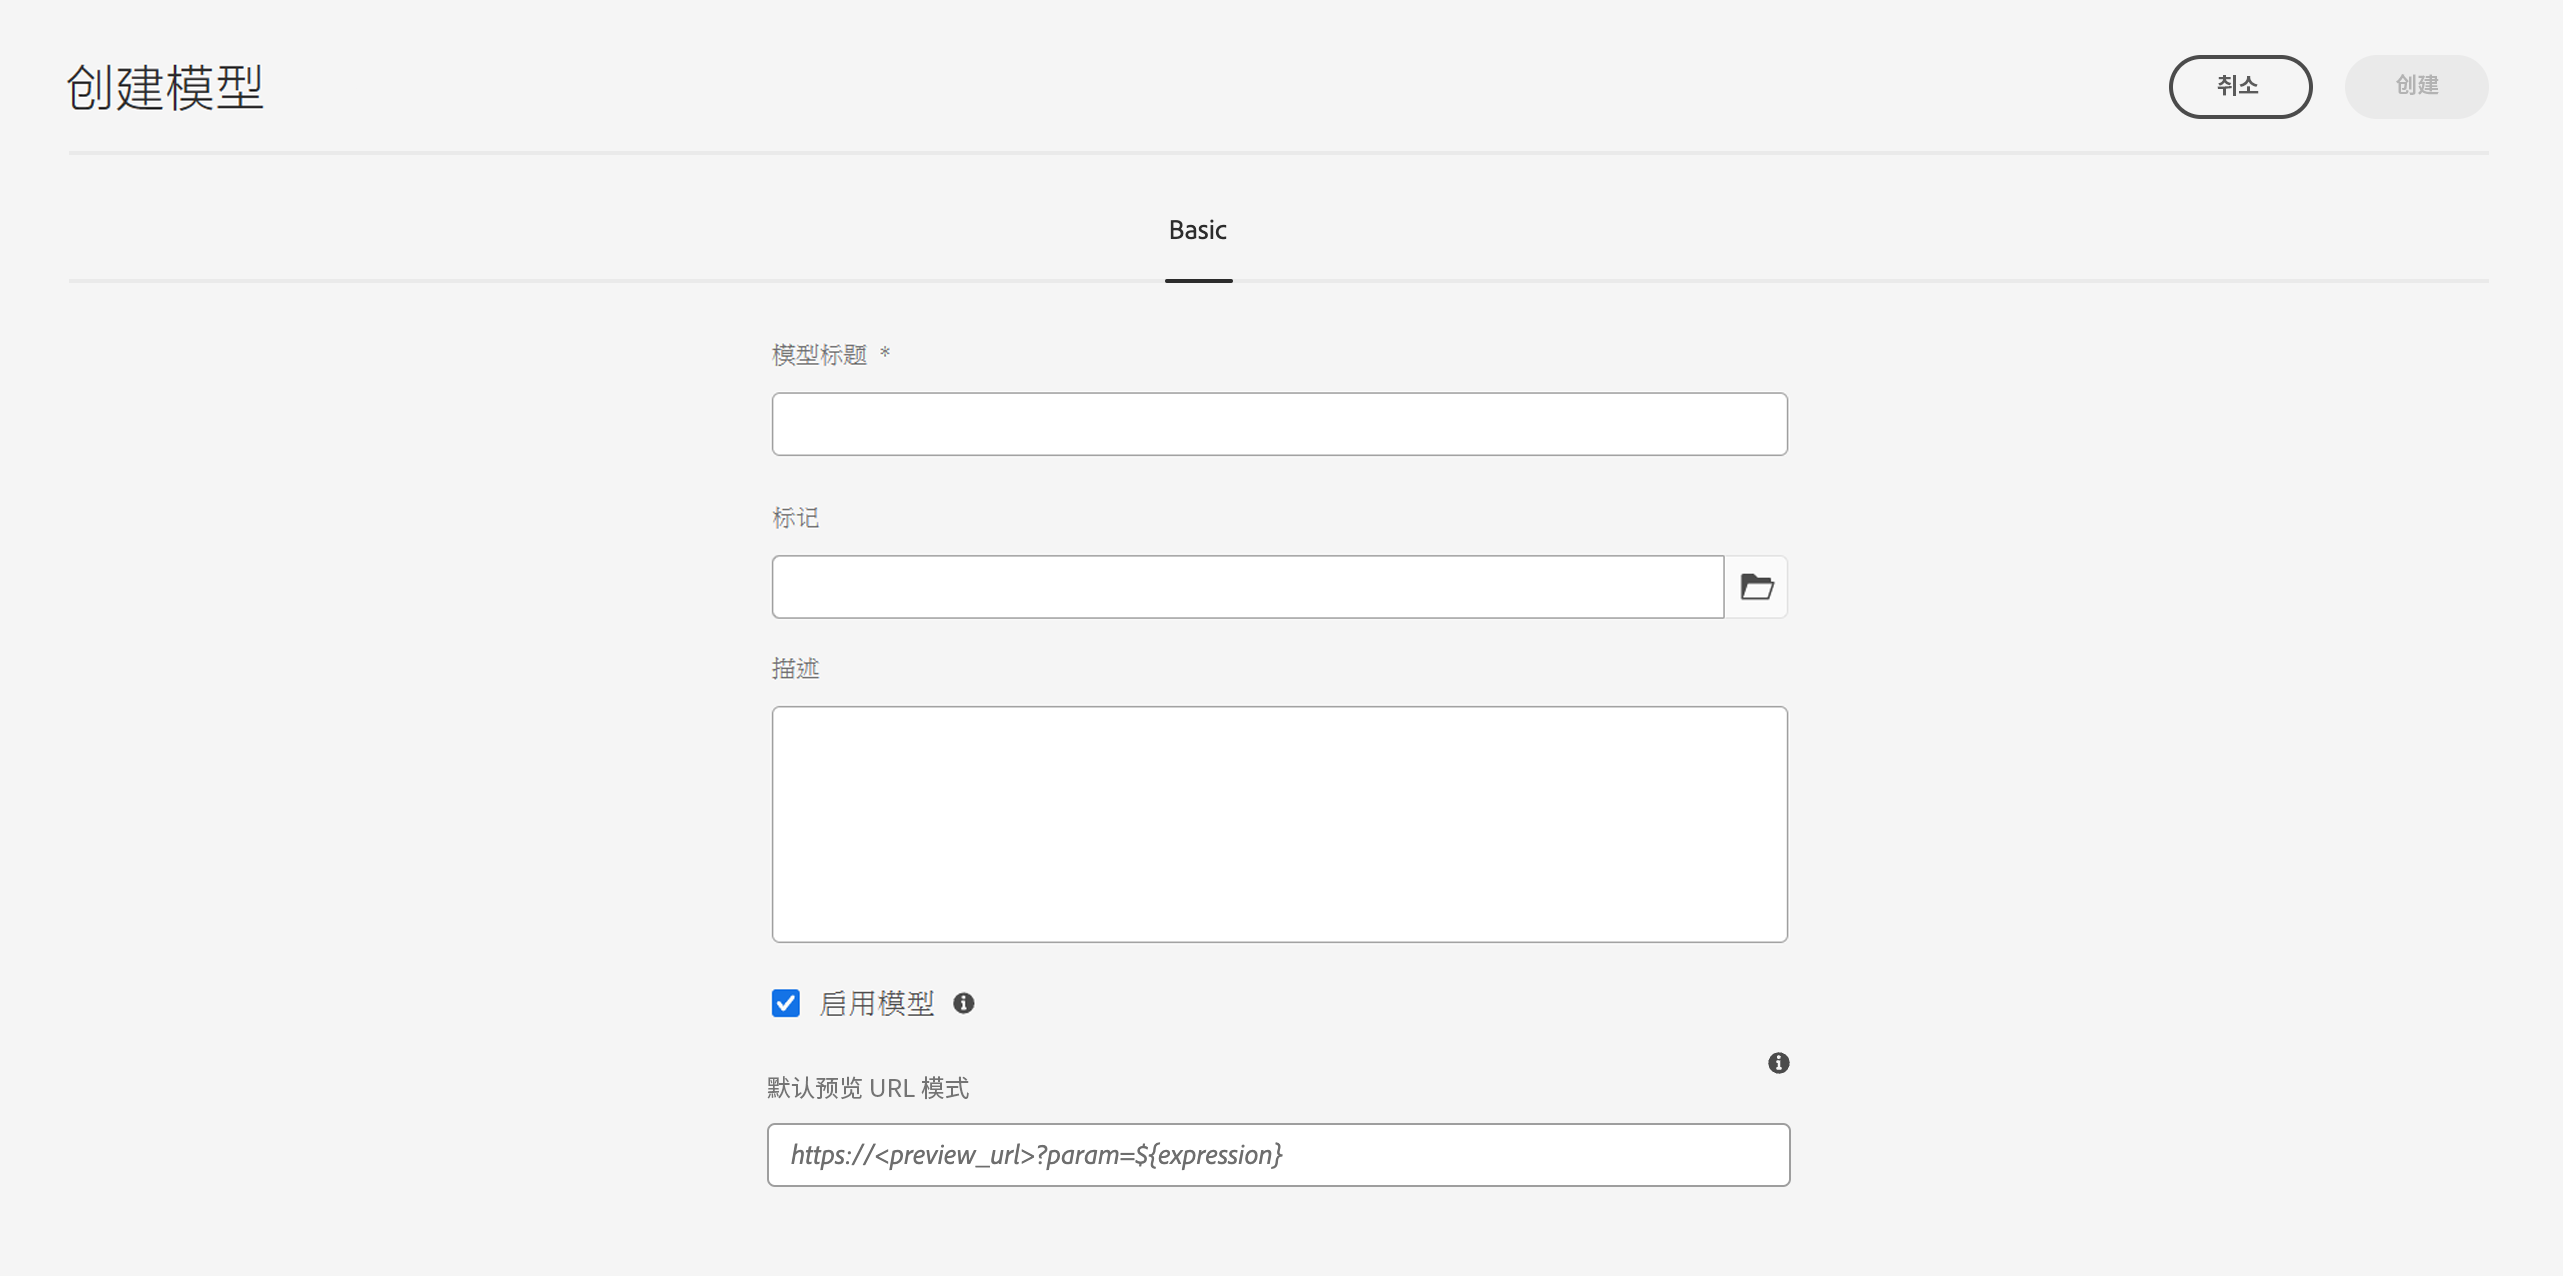 创建模型
취소
创建
Basic
模型标题 *
标记
描述
启用模型
默认预览 URL 模式
https://<preview_url>?param=${expression}